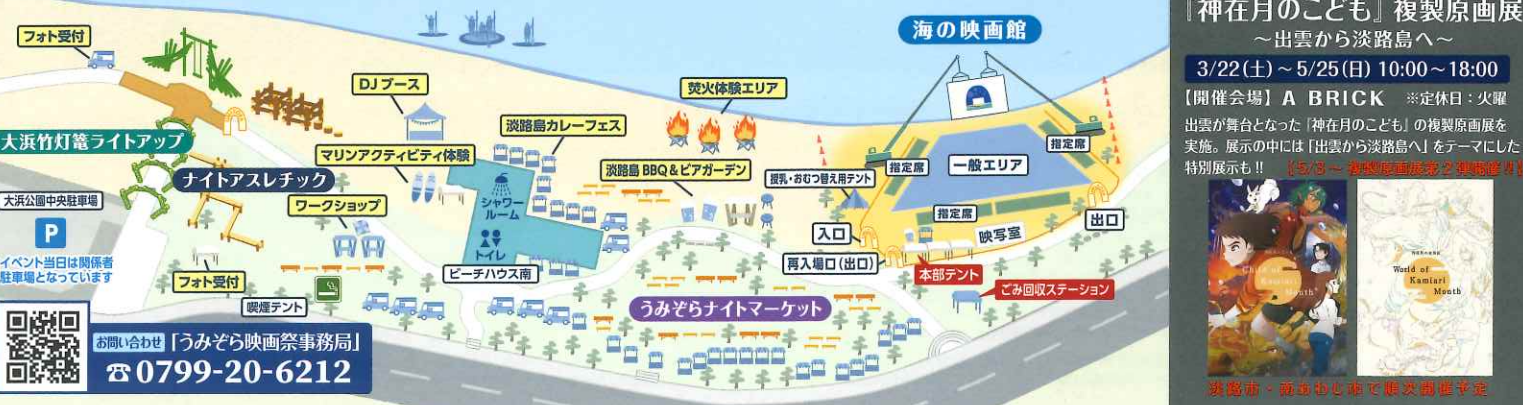 フォト受付
大浜竹灯篭ライトアップ
ナイトアスレチック
大浜公園中央駐車場
P
イベント当日は関係者
駐車場となっています
フォト受付
喫煙テント
DJブース
マリンアクティビティ体験
ワークショップ
淡路島カレーフェス
シャワー
ルーム
トイレ
ビーチハウス南
焚火体験エリア
淡路島 BBQ&ビアガーデン
授乳・おむつ替え用テント
海の映画館
指定席
一般エリア
指定席
指定席
映写室
入口
出口
再入場口(出口)
本部テント
ごみ回収ステーション
うみぞらナイトマーケット
お問い合わせ「うみぞら映画祭事務局」
☎0799-20-6212
『神在月のこども』複製原画展
〜出雲から淡路島へ〜
3/22(土)〜5/25(日) 10:00〜18:00
【開催会場】A BRICK ※定休日:火曜
出雲が舞台となった『神在月のこども』の複製原画展を
実施。展示の中には「出雲から淡路島へ」をテーマにした
特別展示も!! 【5/3〜 複製原画展第2弾開催!!】
Child of
Kamiari
Month
World of
Kamiari
Month
淡路市・南あわじ市で順次開催予定